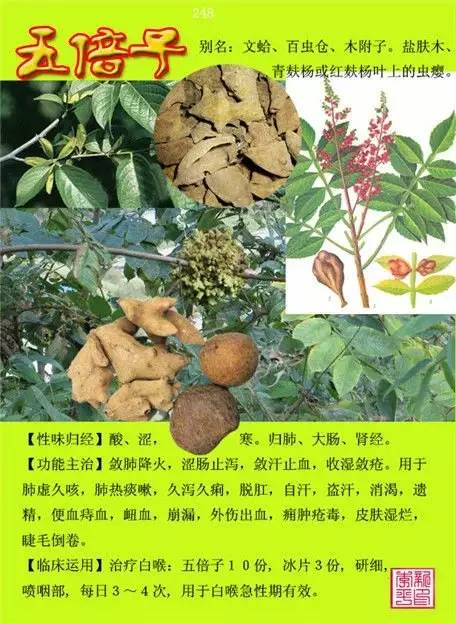 248
五倍子
别名:文蛤、百虫仓、木附子。盐肤木、
青麸杨或红麸杨叶上的虫瘿。
【性味归经】酸、涩,寒。归肺、大肠、肾经。
【功能主治】敛肺降火,涩肠止泻,敛汗止血,收湿敛疮。用于
肺虚久咳,肺热痰嗽,久泻久痢,脱肛,自汗,盗汗,消渴,遗
精,便血痔血,衄血,崩漏,外伤出血,痈肿疮毒,皮肤湿烂,
睫毛倒卷。
【临床运用】治疗白喉:五倍子10份,冰片3份,研细,
喷咽部,每日3~4次,用于白喉急性期有效。